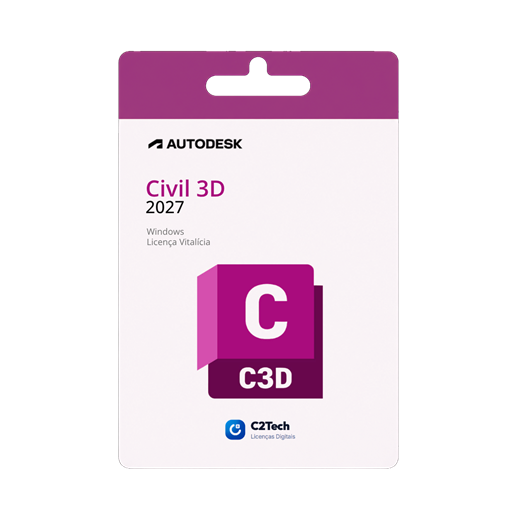 AUTODESK
Civil 3D
2027
Windows
Licença Vitalícia
C
C3D
C2Tech
Licenças Digitais